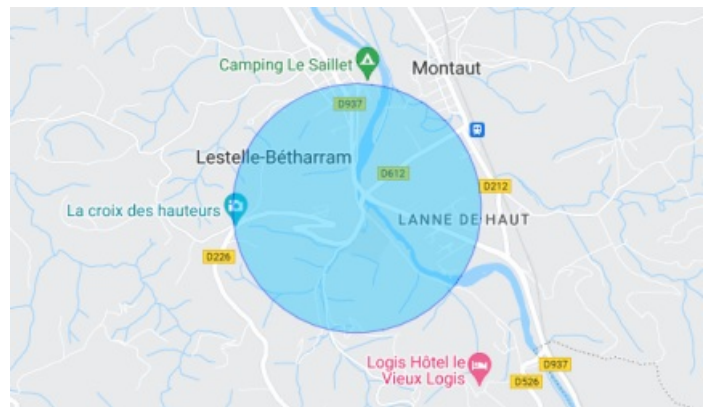 Camping Le Saillet
Montaut
D937
Lestelle-Bétharram
D612
D212
La croix des hauteurs
LANNE DE HAUT
D226
Logis Hôtel le
Vieux Logis
D937
D526